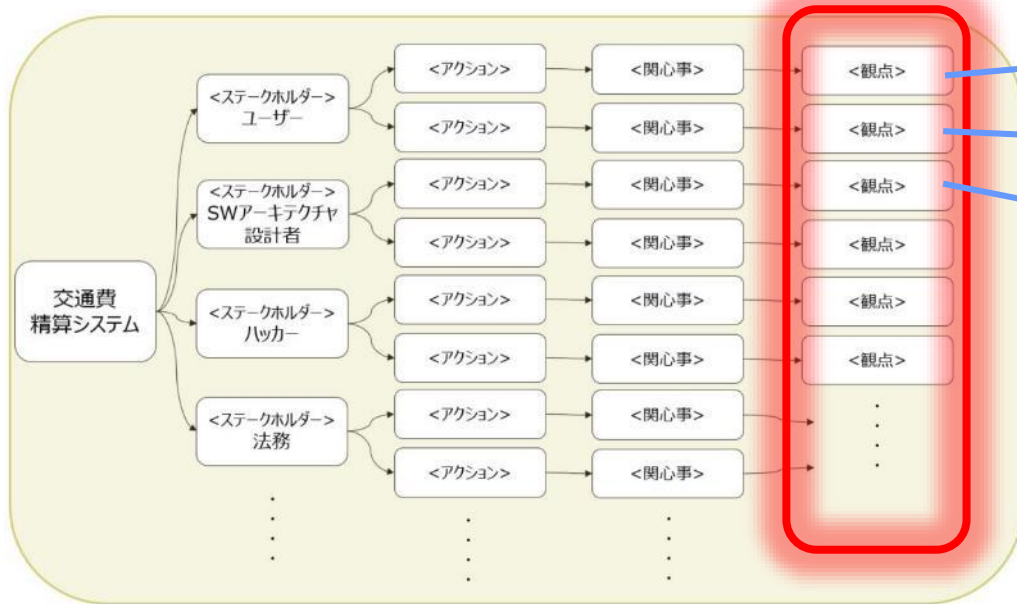 交通費
精算システム
<ステークホルダー>
ユーザー
<アクション>
<関心事>
<観点>
<アクション>
<関心事>
<観点>
<ステークホルダー>
SWアーキテクチャ
設計者
<アクション>
<関心事>
<観点>
<アクション>
<関心事>
<観点>
<ステークホルダー>
ハッカー
<アクション>
<関心事>
<観点>
<アクション>
<関心事>
<観点>
<ステークホルダー>
法務
<アクション>
<関心事>
<アクション>
<関心事>